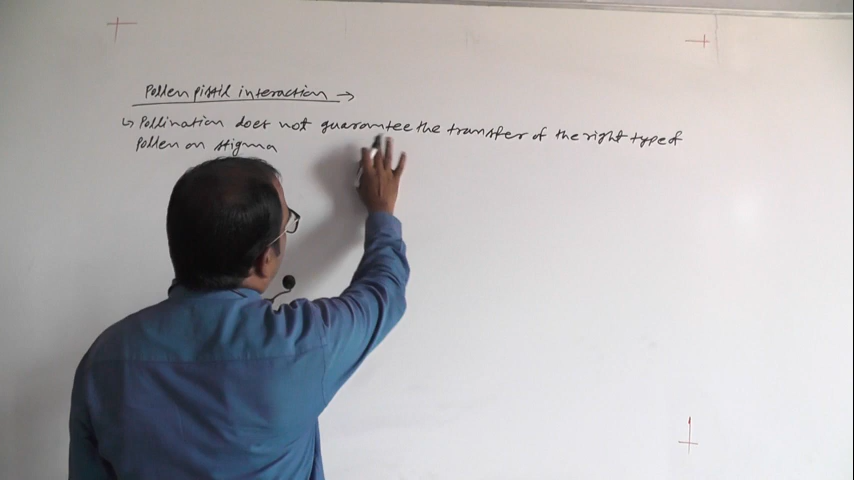 Pollen pistil interaction →
↳ Pollination does not guarantee the transfer of the right type of
pollen on stigma